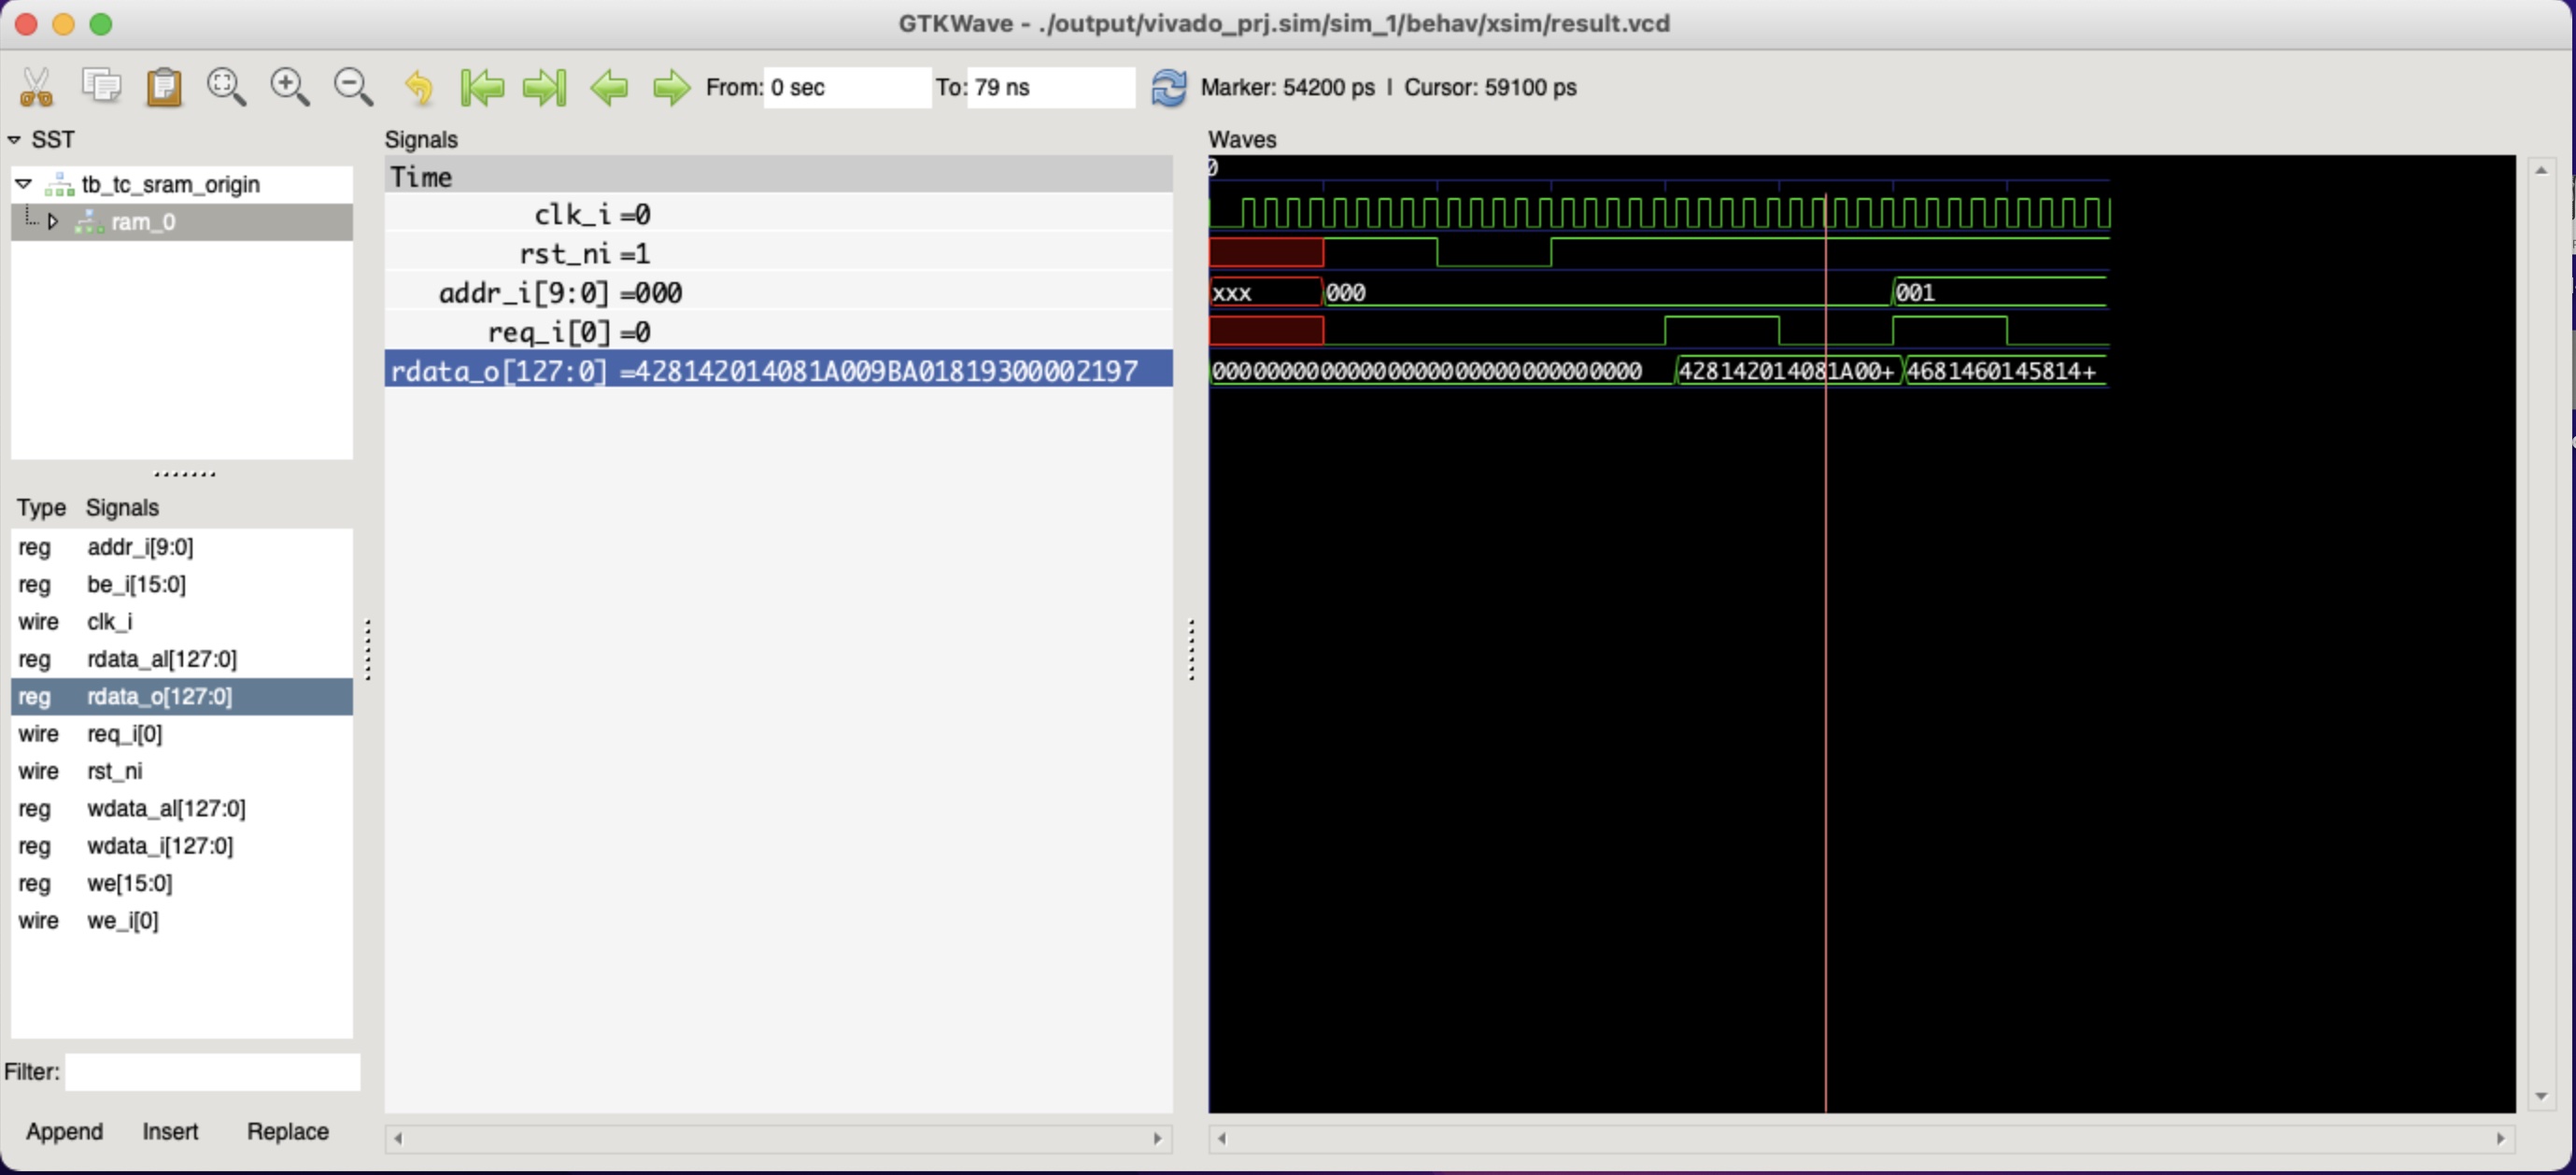 GTKWave - ./output/vivado_prj.sim/sim_1/behav/xsim/result.vcd
From: 0 sec To: 79 ns Marker: 54200 ps | Cursor: 59100 ps
SST
tb_tc_sram_origin
ram_0
Type Signals
reg addr_i[9:0]
reg be_i[15:0]
wire clk_i
reg rdata_al[127:0]
reg rdata_o[127:0]
wire req_i[0]
wire rst_ni
reg wdata_al[127:0]
reg wdata_i[127:0]
reg we[15:0]
wire we_i[0]
Filter:
Append Insert Replace
Signals
Time
clk_i =0
rst_ni =1
addr_i[9:0] =000
req_i[0] =0
rdata_o[127:0] =428142014081A009BA01819300002197
Waves
0
xxx 000 001
00000000000000000000000000000000 428142014081A00+ 4681460145814+